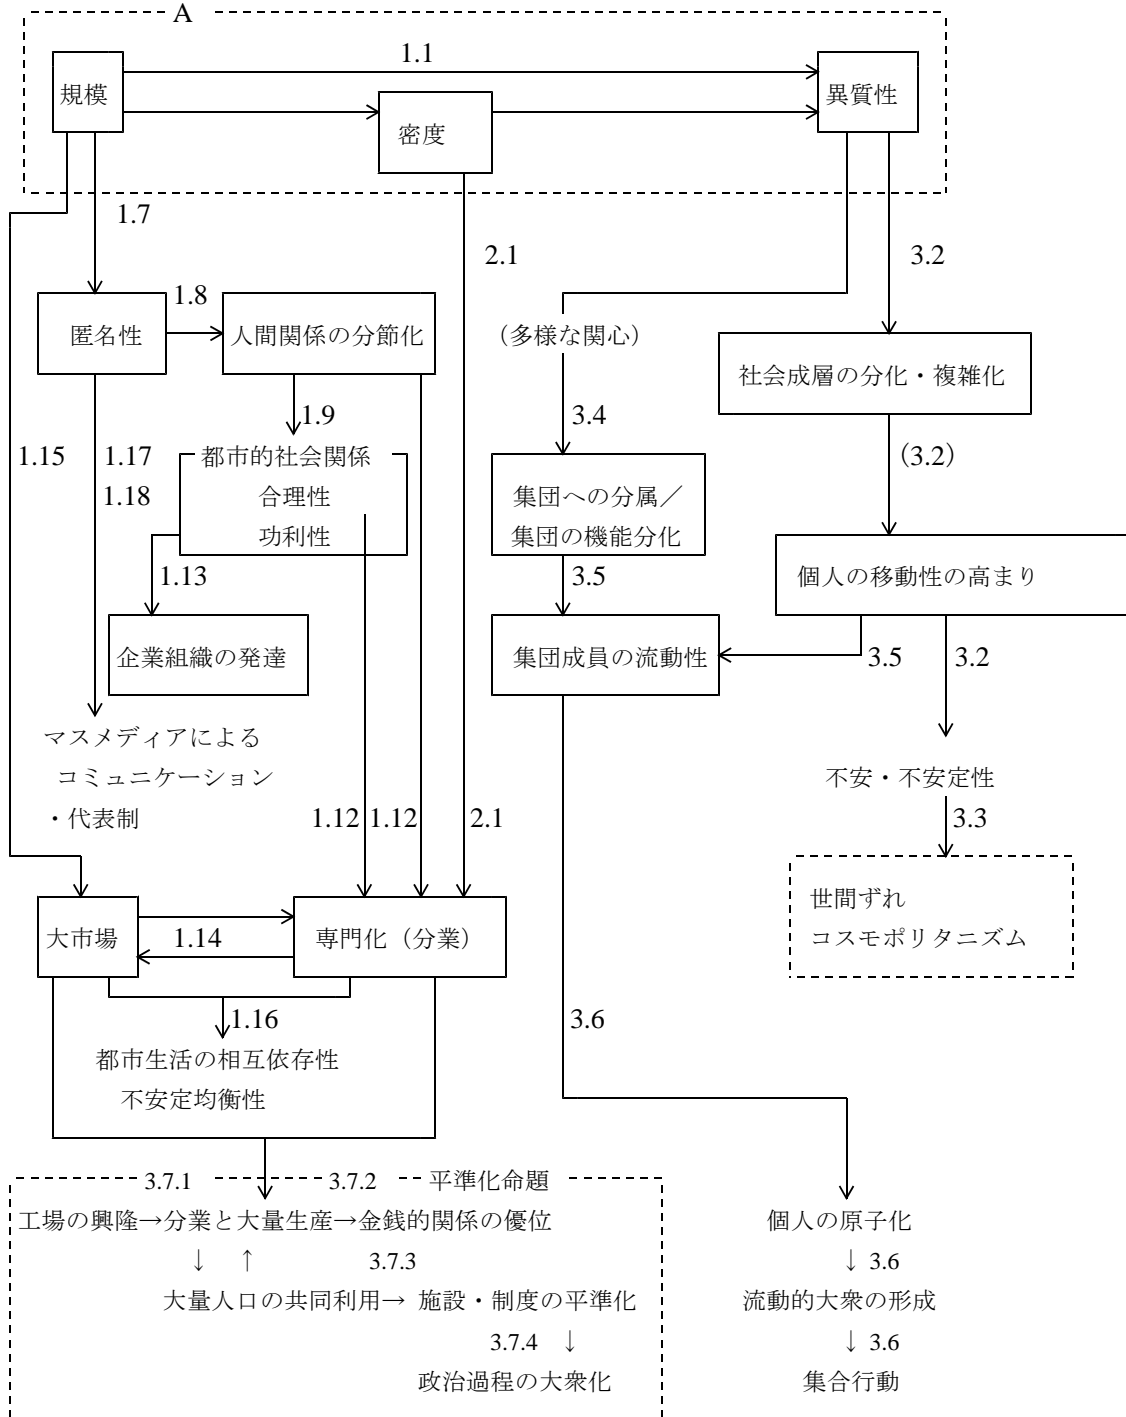 A
1.1
規模
異質性
密度
1.7
2.1
3.2
1.8
匿名性
人間関係の分節化
（多様な関心）
社会成層の分化・複雑化
1.9
3.4
1.15
1.17
都市的社会関係
(3.2)
1.18
合理性
集団への分属／
功利性
集団の機能分化
1.13
3.5
個人の移動性の高まり
企業組織の発達
集団成員の流動性
3.5
3.2
マスメディアによる
コミュニケーション
・代表制
不安・不安定性
1.12
1.12
2.1
3.3
世間ずれ
コスモポリタニズム
大市場
1.14
専門化（分業）
1.16
3.6
都市生活の相互依存性
不安定均衡性
3.7.1
3.7.2
平準化命題
工場の興隆→分業と大量生産→金銭的関係の優位
個人の原子化
↓ ↑ 3.7.3
↓ 3.6
大量人口の共同利用→ 施設・制度の平準化
流動的大衆の形成
3.7.4 ↓
↓ 3.6
政治過程の大衆化
集合行動